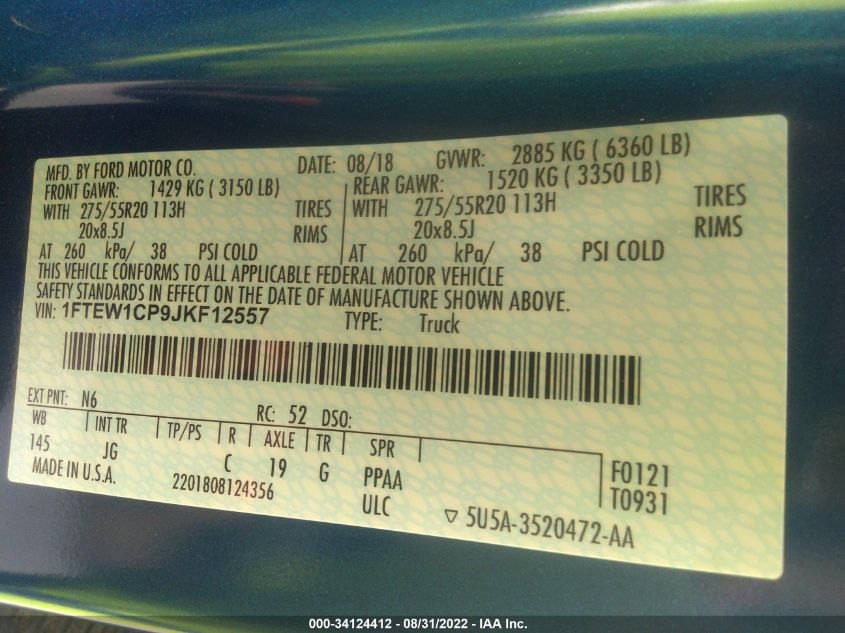 MFD. BY FORD MOTOR CO. DATE: 08/18 GVWR: 2885 KG ( 6360 LB)
FRONT GAWR: 1429 KG ( 3150 LB) REAR GAWR: 1520 KG ( 3350 LB)
WITH 275/55R20 113H TIRES WITH 275/55R20 113H TIRES
20x8.5J RIMS 20x8.5J RIMS
AT 260 kPa/ 38 PSI COLD AT 260 kPa/ 38 PSI COLD
THIS VEHICLE CONFORMS TO ALL APPLICABLE FEDERAL MOTOR VEHICLE
SAFETY STANDARDS IN EFFECT ON THE DATE OF MANUFACTURE SHOWN ABOVE.
VIN: 1FTEW1CP9JKF12557 TYPE: Truck
EXT PNT: N6 RC: 52 DSO:
WB INT TR TP/PS R AXLE TR SPR
145 JG C 19 G PPAA F0121
MADE IN U.S.A. 2201808124356 ULC T0931
▽ 5U5A-3520472-AA
000-34124412 - 08/31/2022 - IAA Inc.